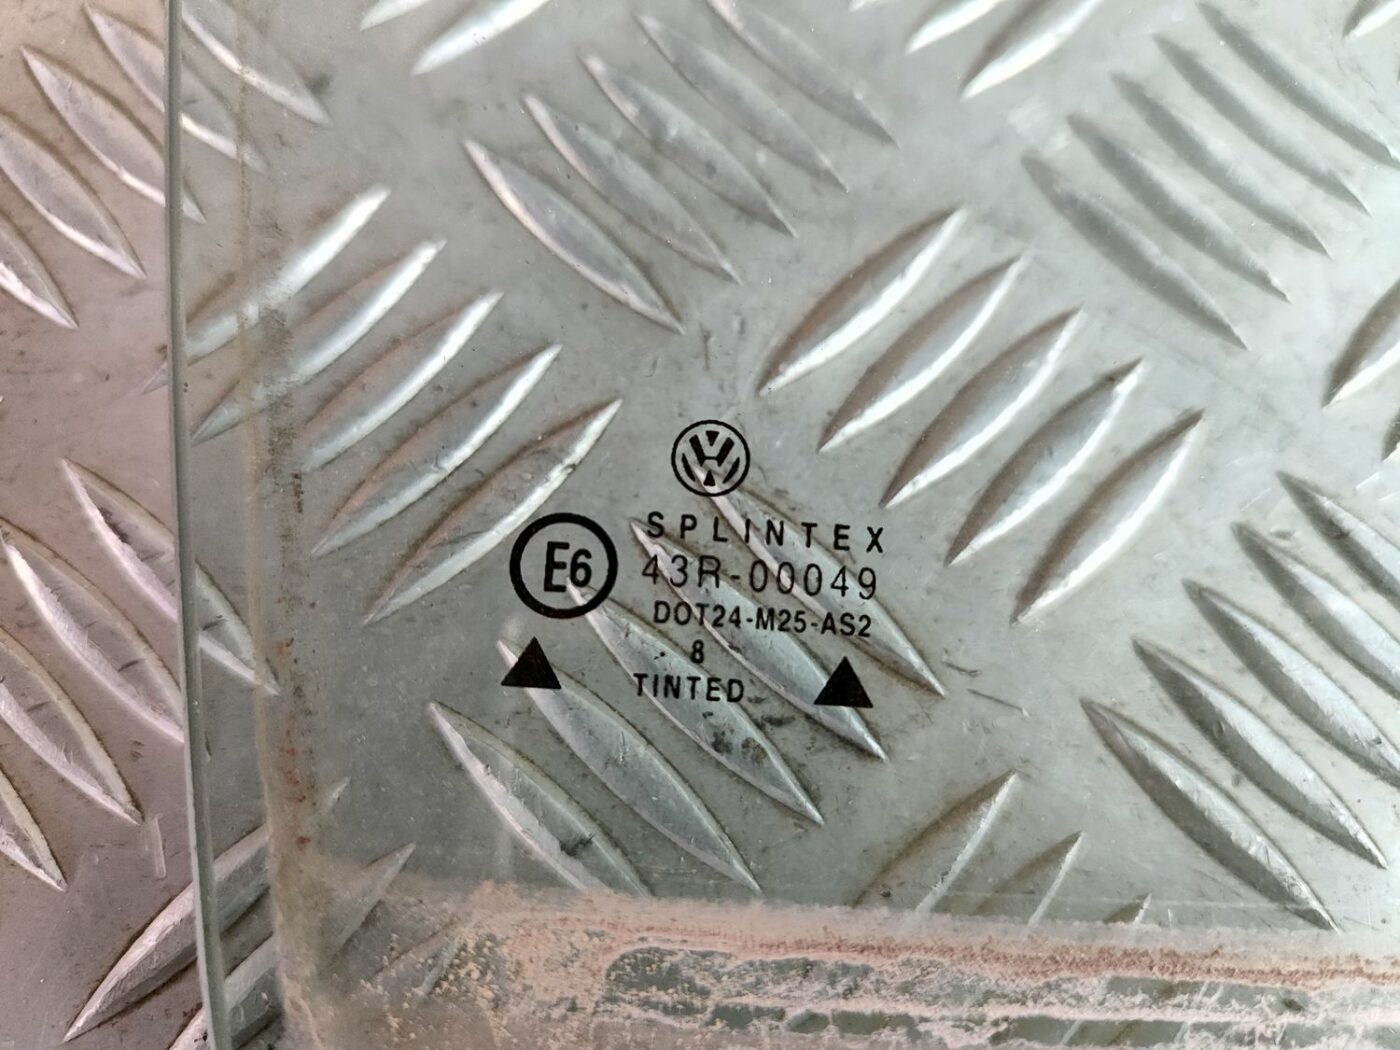 SPLINTEX
E6
43R-00049
DOT24-M25-AS2
8
TINTED